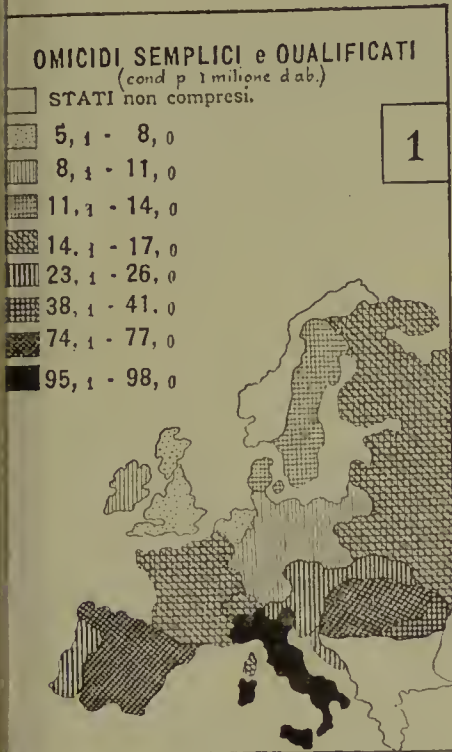 OMICIDI SEMPLICI e QUALIFICATI
(cond p 1 milione d ab.)
STATI non compresi.
5, 1 - 8, 0
8, 1 - 11, 0
11, 1 - 14, 0
14. 1 - 17, 0
23, 1 - 26, 0
38, 1 - 41. 0
74, 1 - 77, 0
95, 1 - 98, 0
1